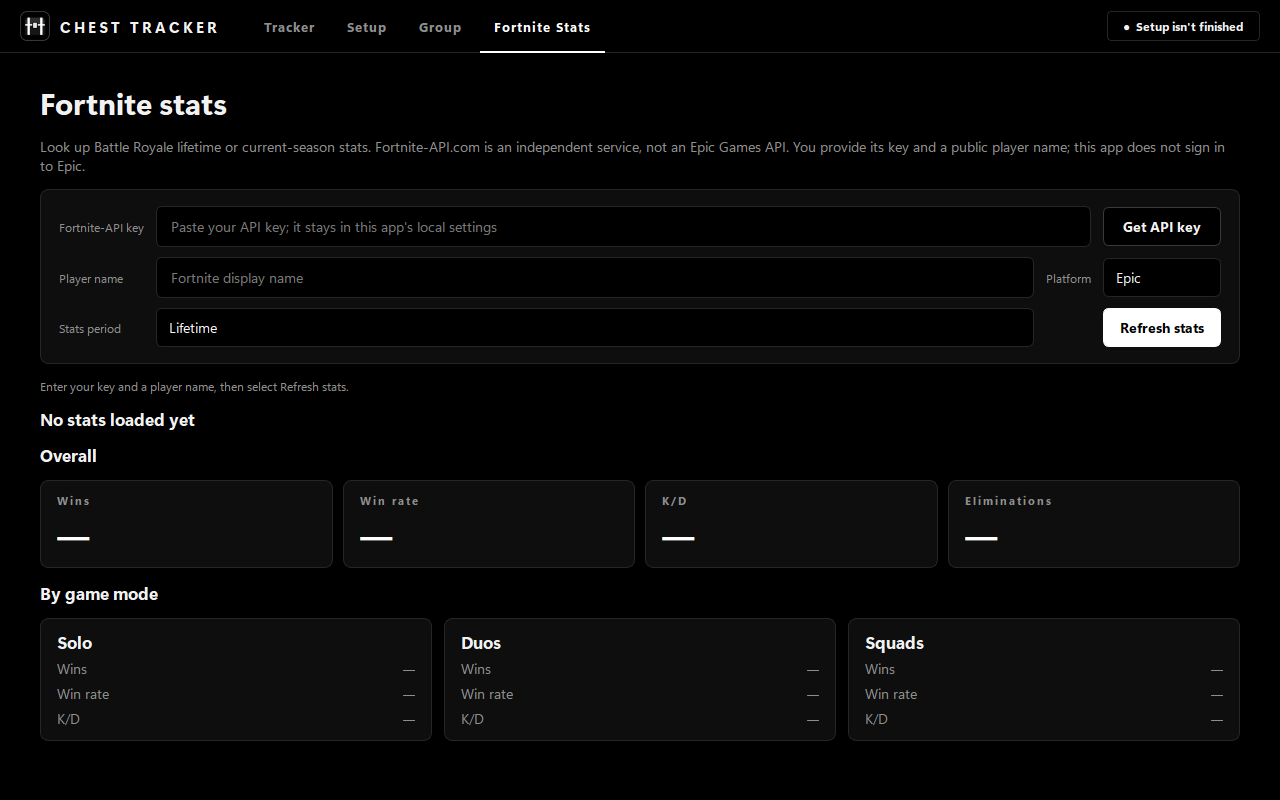 CHEST TRACKER
Tracker
Setup
Group
Fortnite Stats
● Setup isn't finished
Fortnite stats
Look up Battle Royale lifetime or current-season stats. Fortnite-API.com is an independent service, not an Epic Games API. You provide its key and a public player name; this app does not sign in
to Epic.
Fortnite-API key
Paste your API key; it stays in this app's local settings
Get API key
Player name
Fortnite display name
Platform
Epic
Stats period
Lifetime
Refresh stats
Enter your key and a player name, then select Refresh stats.
No stats loaded yet
Overall
Wins
—
Win rate
—
K/D
—
Eliminations
—
By game mode
Solo
Wins —
Win rate —
K/D —
Duos
Wins —
Win rate —
K/D —
Squads
Wins —
Win rate —
K/D —